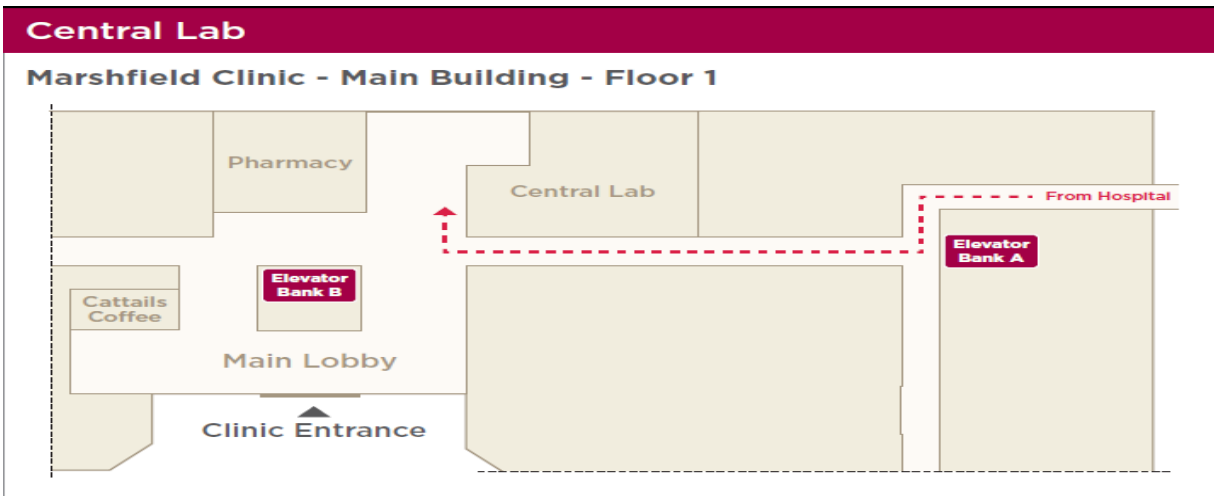 Central Lab
Marshfield Clinic - Main Building - Floor 1
Pharmacy
Central Lab
From Hospital
Elevator
Bank A
Elevator
Bank B
Cattails
Coffee
Main Lobby
Clinic Entrance